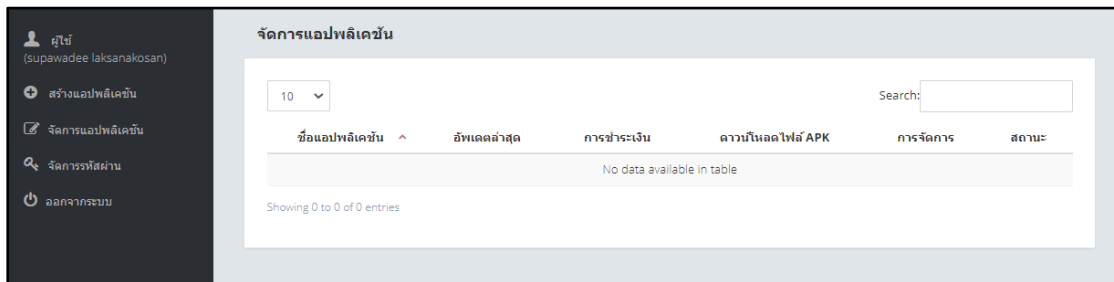 ผู้ใช้
(supawadee laksanakosan)
สร้างแอปพลิเคชัน
จัดการแอปพลิเคชัน
จัดการรหัสผ่าน
ออกจากระบบ
จัดการแอปพลิเคชัน
10
Search:
ชื่อแอปพลิเคชัน อัพเดตล่าสุด การชำระเงิน ดาวน์โหลดไฟล์ APK การจัดการ สถานะ
No data available in table
Showing 0 to 0 of 0 entries